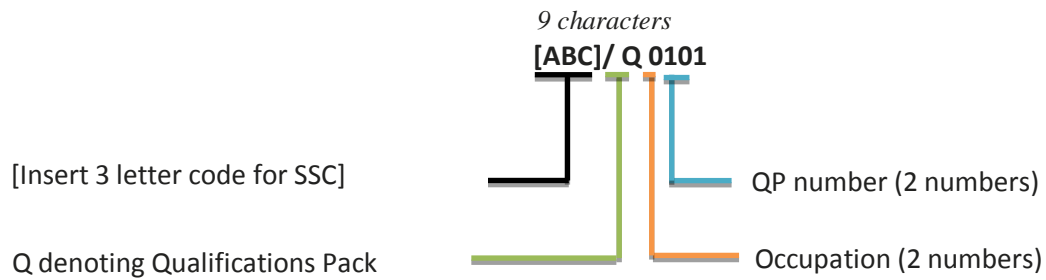 9 characters
[ABC]/ Q 0101
[Insert 3 letter code for SSC]
QP number (2 numbers)
Q denoting Qualifications Pack
Occupation (2 numbers)